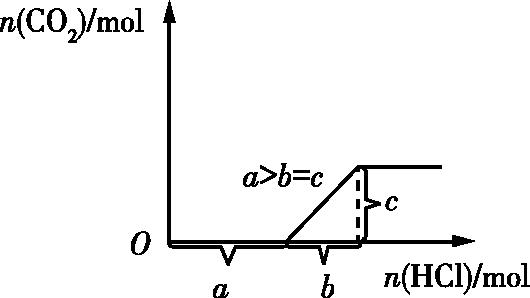 n(CO₂)/mol
a>b=c
c
O
n(HCl)/mol
a
b